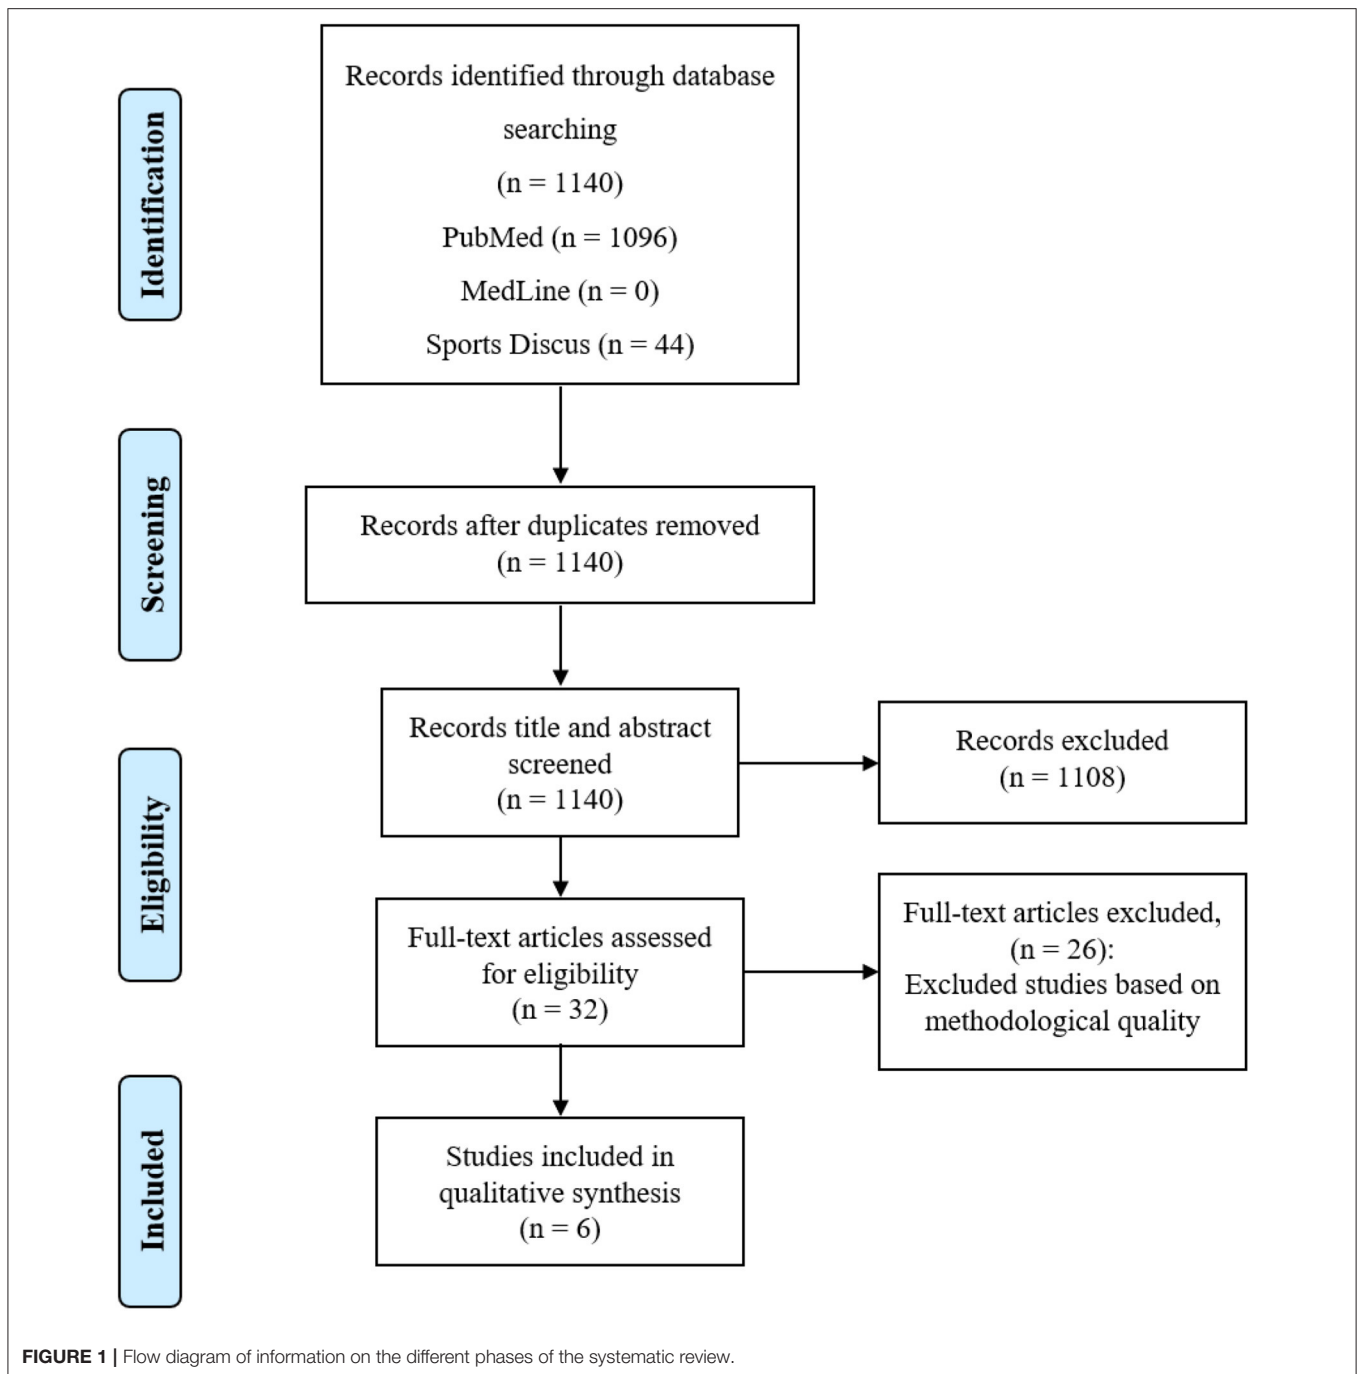 Identification
Records identified through database
searching
(n = 1140)
PubMed (n = 1096)
MedLine (n = 0)
Sports Discus (n = 44)
Screening
Records after duplicates removed
(n = 1140)
Eligibility
Records title and abstract
screened
(n = 1140)
Records excluded
(n = 1108)
Full-text articles assessed
for eligibility
(n = 32)
Full-text articles excluded,
(n = 26):
Excluded studies based on
methodological quality
Included
Studies included in
qualitative synthesis
(n = 6)
FIGURE 1 | Flow diagram of information on the different phases of the systematic review.